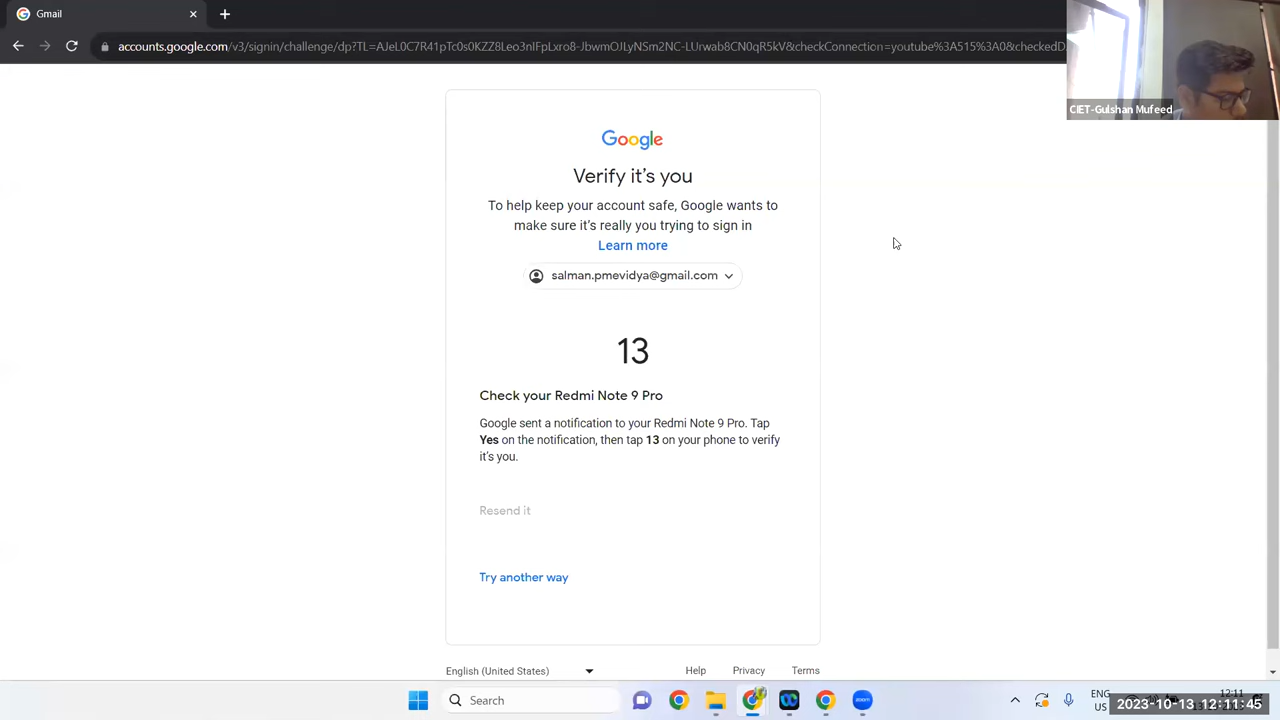 Gmail
accounts.google.com/v3/signin/challenge/dp?TL=AJeL0C7R41pTc0s0KZZ8Leo3nIFpLxro8-JbwmOJLyNSm2NC-LUrwab8CN0qR5kV&checkConnection=youtube%3A515%3A0&checkedD
CIET-Gulshan Mufeed
Google
Verify it's you
To help keep your account safe, Google wants to
make sure it's really you trying to sign in
Learn more
salman.pmevidya@gmail.com
13
Check your Redmi Note 9 Pro
Google sent a notification to your Redmi Note 9 Pro. Tap
Yes on the notification, then tap 13 on your phone to verify
it's you.
Resend it
Try another way
English (United States)
Help
Privacy
Terms
Search
zoom
ENG
US
12:11
2023-10-13 12:11:45